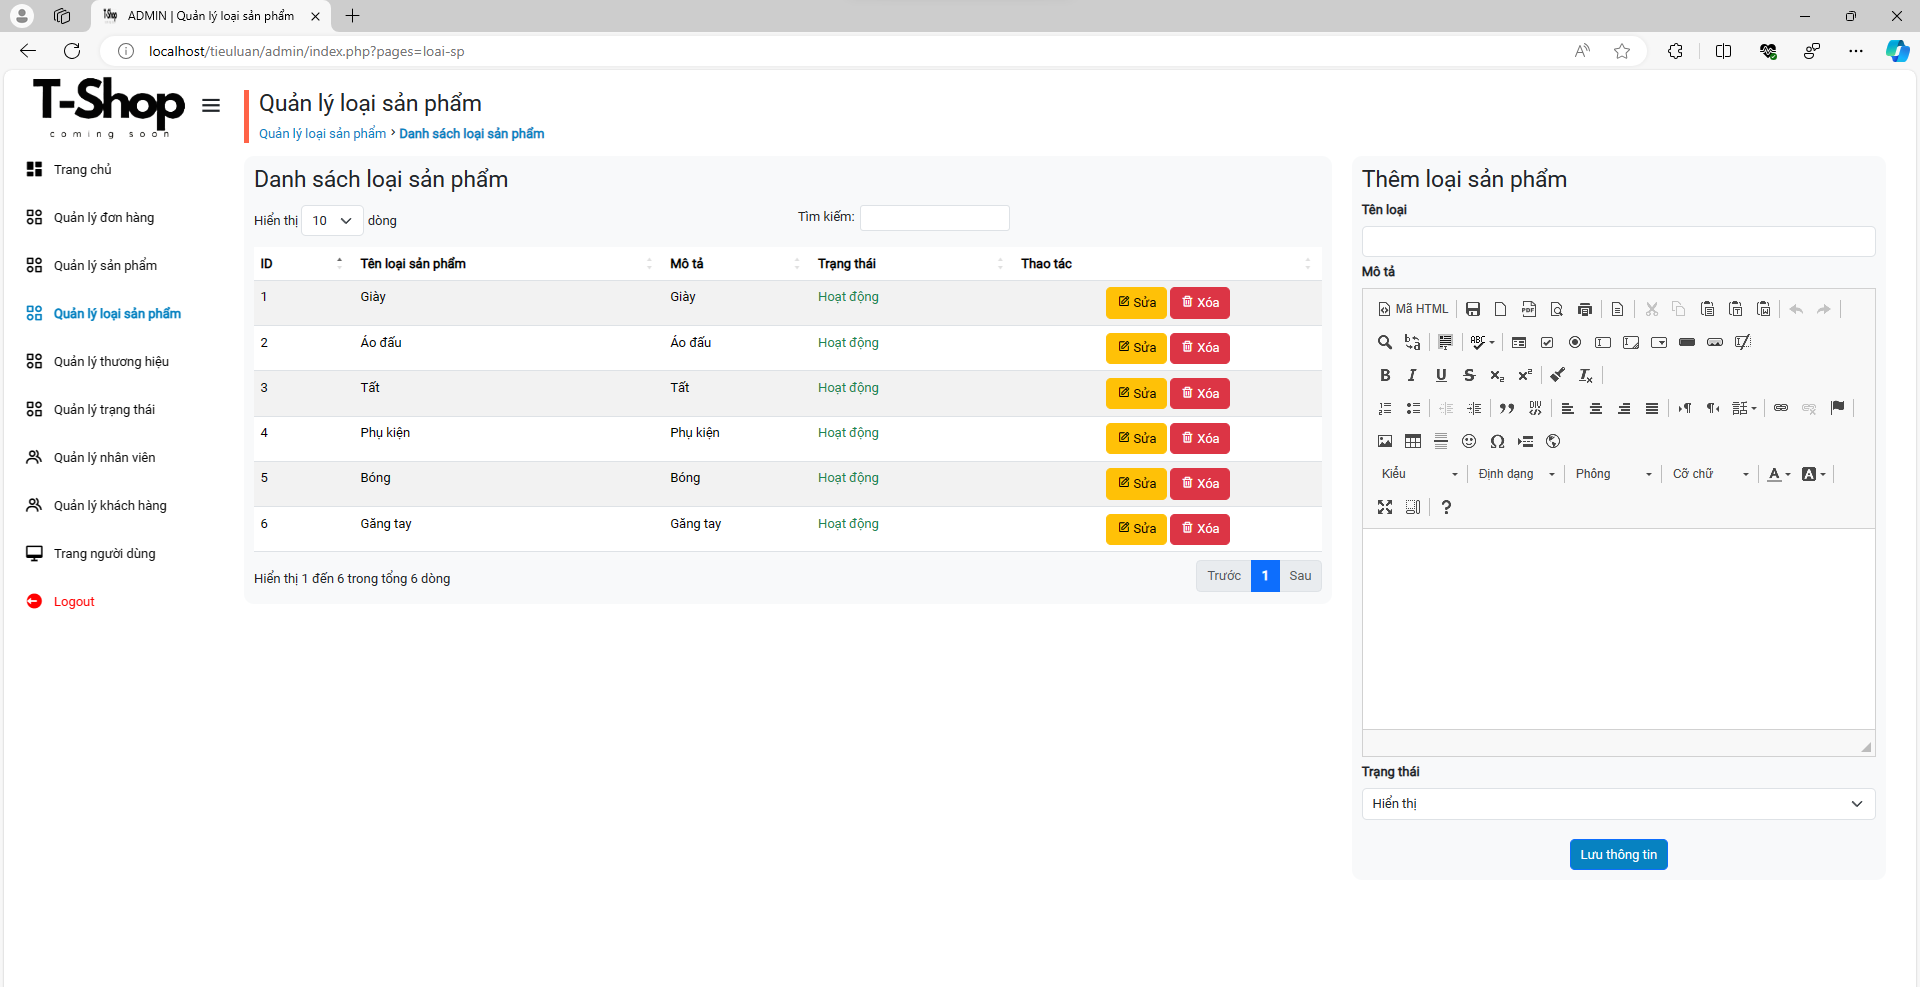 ADMIN | Quản lý loại sản phẩm
localhost/tieuluan/admin/index.php?pages=loai-sp
T-Shop
coming soon
Trang chủ
Quản lý đơn hàng
Quản lý sản phẩm
Quản lý loại sản phẩm
Quản lý thương hiệu
Quản lý trạng thái
Quản lý nhân viên
Quản lý khách hàng
Trang người dùng
Logout
Quản lý loại sản phẩm
Quản lý loại sản phẩm › Danh sách loại sản phẩm
Danh sách loại sản phẩm
Hiển thị 10 dòng
Tìm kiếm:
ID Tên loại sản phẩm Mô tả Trạng thái Thao tác
1 Giày Giày Hoạt động Sửa Xóa
2 Áo đấu Áo đấu Hoạt động Sửa Xóa
3 Tất Tất Hoạt động Sửa Xóa
4 Phụ kiện Phụ kiện Hoạt động Sửa Xóa
5 Bóng Bóng Hoạt động Sửa Xóa
6 Găng tay Găng tay Hoạt động Sửa Xóa
Hiển thị 1 đến 6 trong tổng 6 dòng
Trước 1 Sau
Thêm loại sản phẩm
Tên loại
Mô tả
Mã HTML
Kiểu Định dạng Phông Cỡ chữ
Trạng thái
Hiển thị
Lưu thông tin